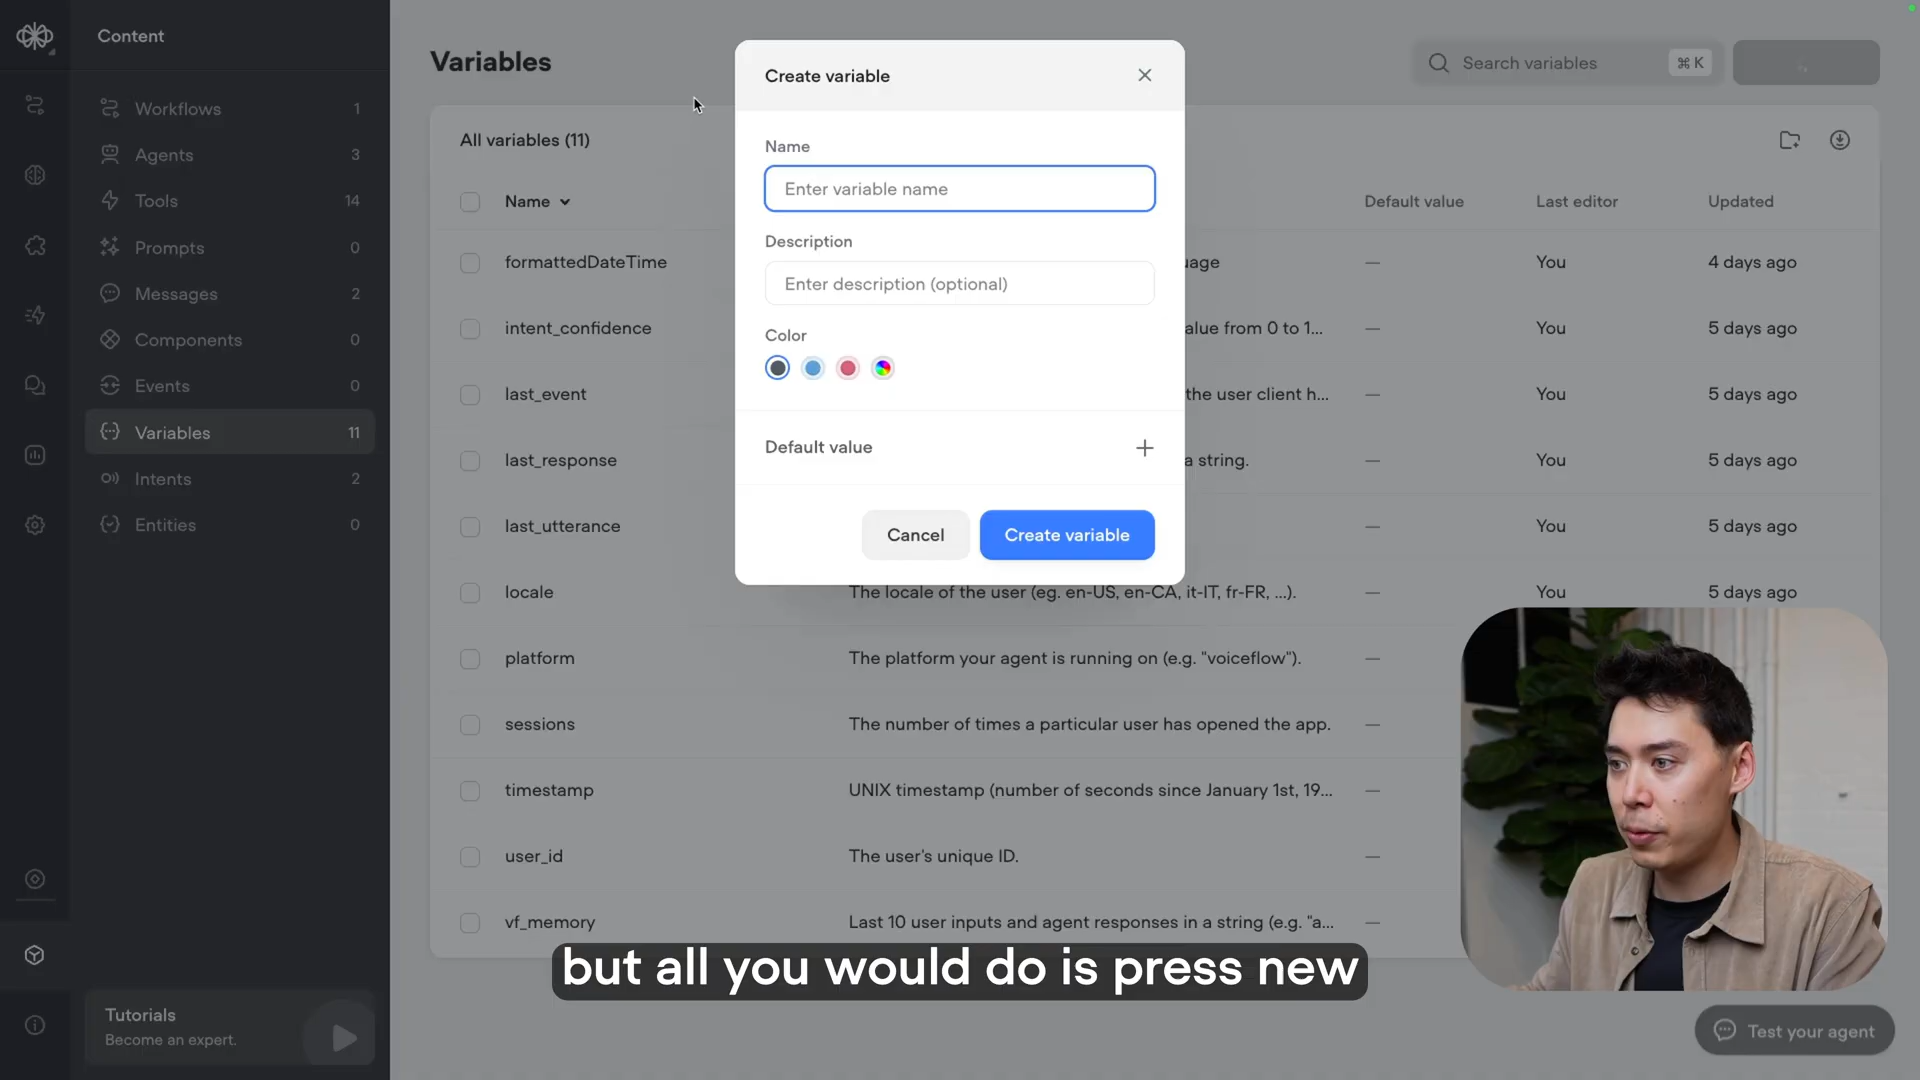 Content
Workflows 1
Agents 3
Tools 14
Prompts 0
Messages 2
Components 0
Events 0
Variables 11
Intents 2
Entities 0
Tutorials
Become an expert.
Variables
Search variables ⌘ K
All variables (11)
Name Default value Last editor Updated
formattedDateTime uage — You 4 days ago
intent_confidence alue from 0 to 1... — You 5 days ago
last_event the user client h... — You 5 days ago
last_response a string. — You 5 days ago
last_utterance — You 5 days ago
locale The locale of the user (eg. en-US, en-CA, it-IT, fr-FR, ...). — You 5 days ago
platform The platform your agent is running on (e.g. "voiceflow"). —
sessions The number of times a particular user has opened the app. —
timestamp UNIX timestamp (number of seconds since January 1st, 19... —
user_id The user's unique ID. —
vf_memory Last 10 user inputs and agent responses in a string (e.g. "a... —
Create variable
Name
Enter variable name
Description
Enter description (optional)
Color
Default value
Cancel Create variable
but all you would do is press new
Test your agent